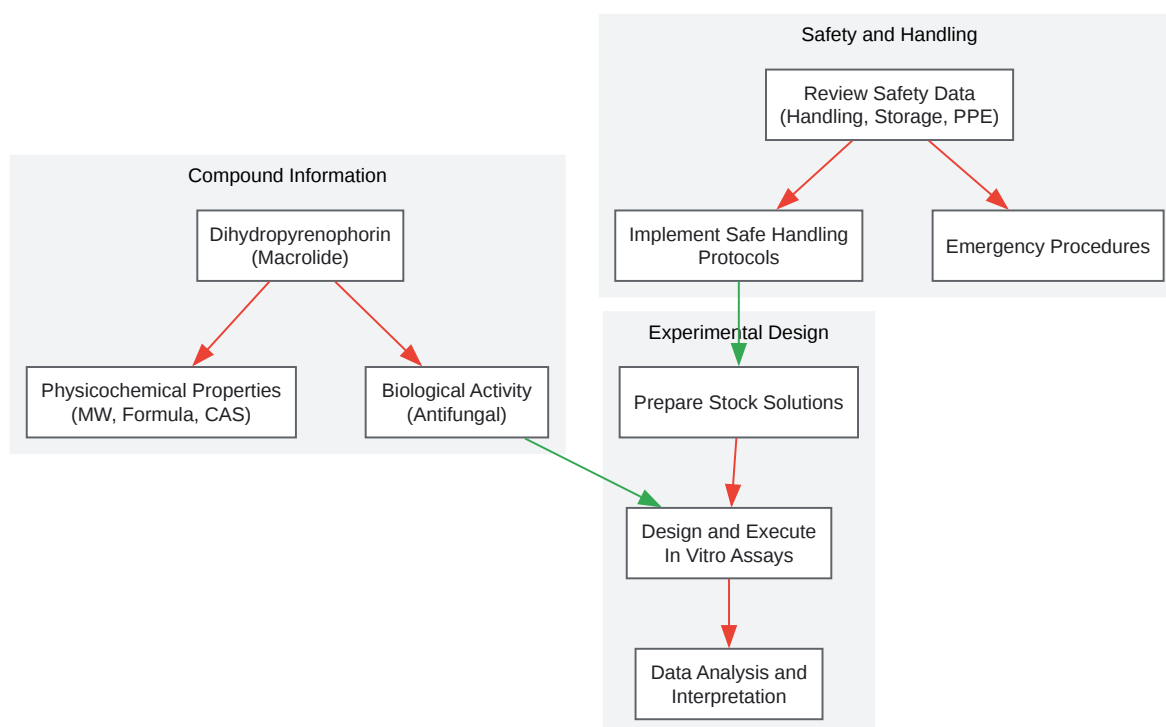 Safety and Handling
Review Safety Data
(Handling, Storage, PPE)
Implement Safe Handling
Protocols
Emergency Procedures
Compound Information
Dihydropyrenophorin
(Macrolide)
Physicochemical Properties
(MW, Formula, CAS)
Biological Activity
(Antifungal)
Experimental Design
Prepare Stock Solutions
Design and Execute
In Vitro Assays
Data Analysis and
Interpretation